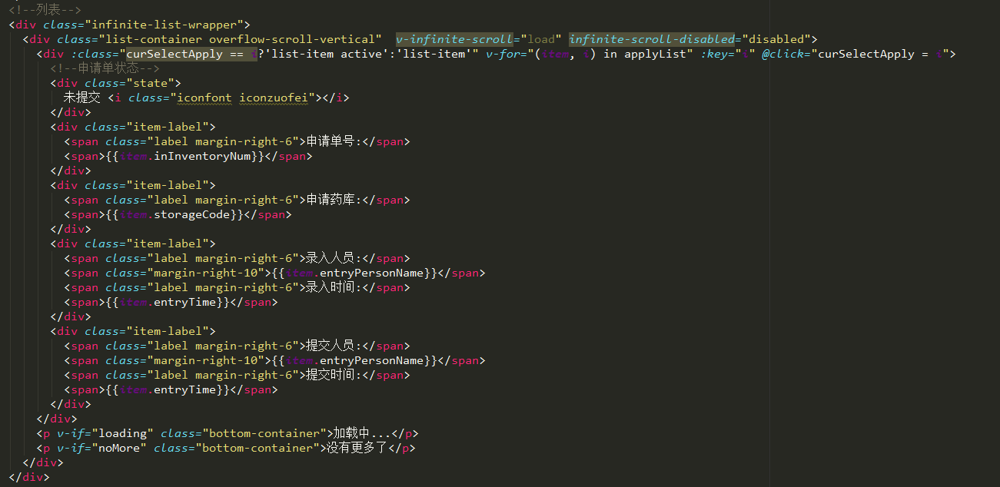 <!--列表-->
<div class="infinite-list-wrapper">
<div class="list-container overflow-scroll-vertical" v-infinite-scroll="load" infinite-scroll-disabled="disabled">
<div :class="curSelectApply == i?'list-item active':'list-item'" v-for="(item, i) in applyList" :key="i" @click="curSelectApply = i">
<!--申请单状态-->
<div class="state">
未提交 <i class="iconfont iconzuofei"></i>
</div>
<div class="item-label">
<span class="label margin-right-6">申请单号:</span>
<span>{{item.inInventoryNum}}</span>
</div>
<div class="item-label">
<span class="label margin-right-6">申请药库:</span>
<span>{{item.storageCode}}</span>
</div>
<div class="item-label">
<span class="label margin-right-6">录入人员:</span>
<span class="margin-right-10">{{item.entryPersonName}}</span>
<span class="label margin-right-6">录入时间:</span>
<span>{{item.entryTime}}</span>
</div>
<div class="item-label">
<span class="label margin-right-6">提交人员:</span>
<span class="margin-right-10">{{item.entryPersonName}}</span>
<span class="label margin-right-6">提交时间:</span>
<span>{{item.entryTime}}</span>
</div>
</div>
<p v-if="loading" class="bottom-container">加载中...</p>
<p v-if="noMore" class="bottom-container">没有更多了</p>
</div>
</div>